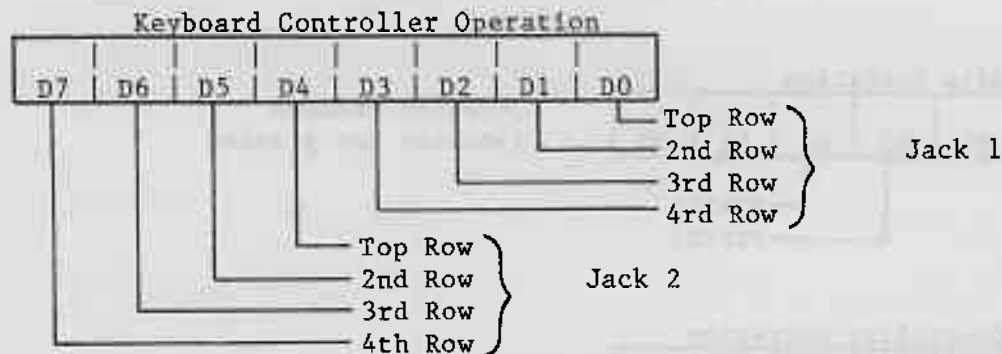 Keyboard Controller Operation
D7 D6 D5 D4 D3 D2 D1 D0
Top Row
2nd Row
3rd Row
4rd Row
Jack 1
Top Row
2nd Row
3rd Row
4th Row
Jack 2